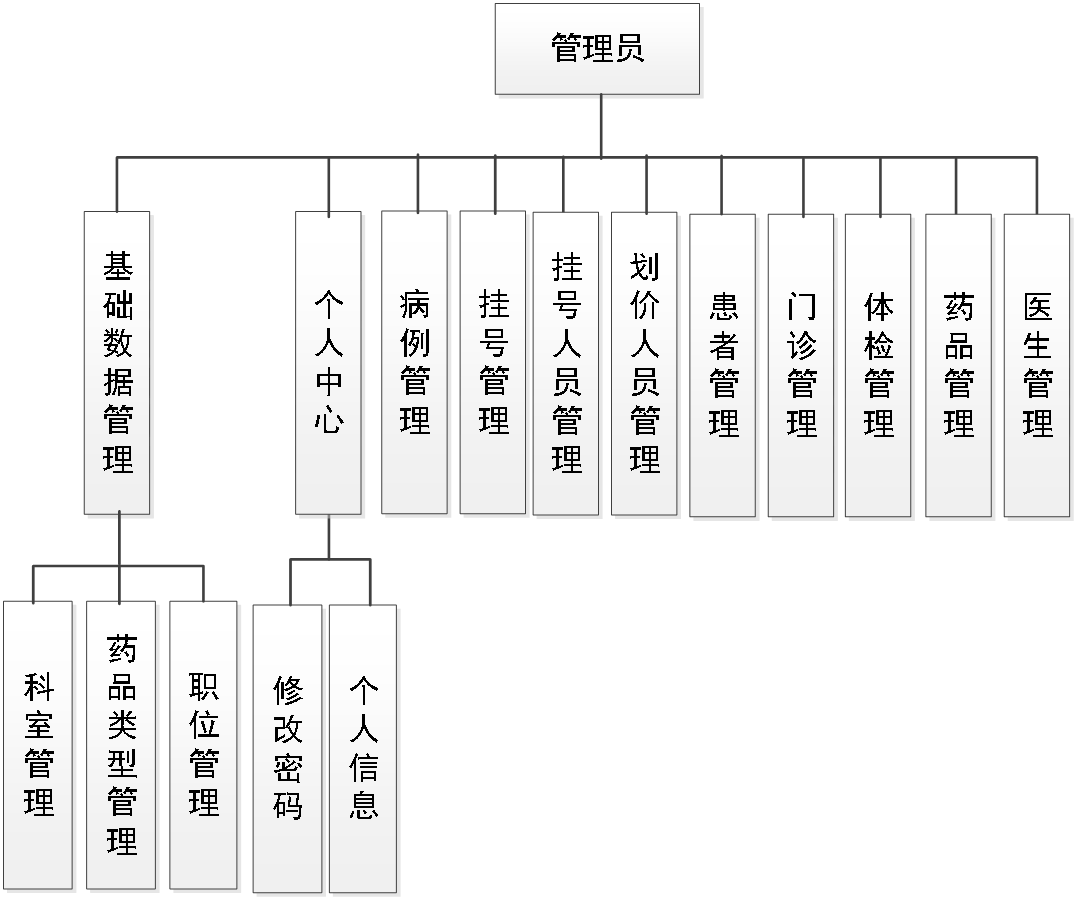 管理员
基础数据管理
个人中心
病例管理
挂号管理
挂号人员管理
划价人员管理
患者管理
门诊管理
体检管理
药品管理
医生管理
科室管理
药品类型管理
职位管理
修改密码
个人信息